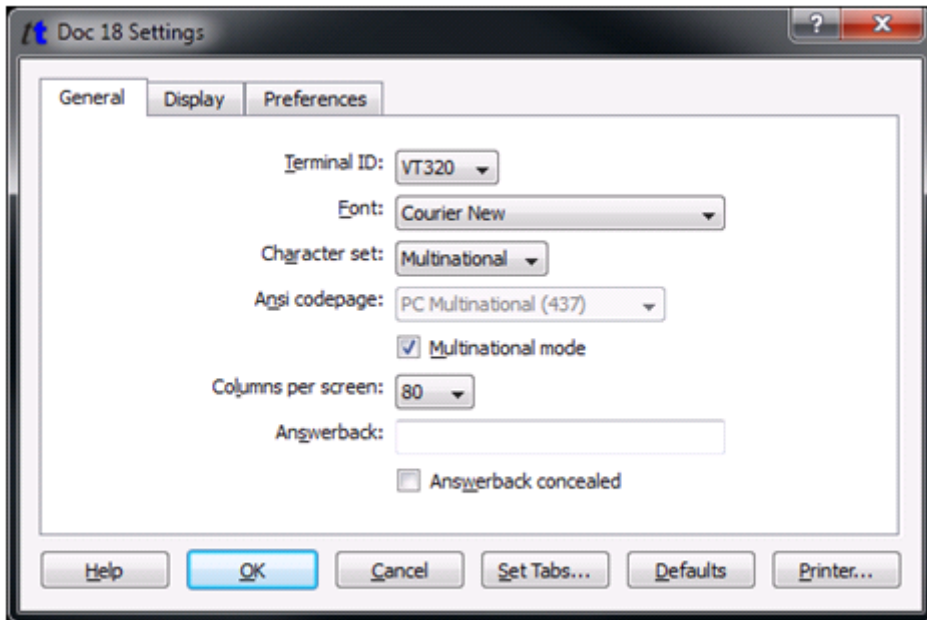 tt Doc 18 Settings
?
General Display Preferences
Terminal ID: VT320
Font: Courier New
Character set: Multinational
Ansi codepage: PC Multinational (437)
Multinational mode
Columns per screen: 80
Answerback:
Answerback concealed
Help OK Cancel Set Tabs... Defaults Printer...